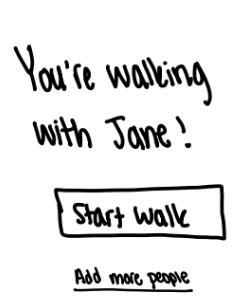 You're walking
with Jane!
Start Walk
Add more people